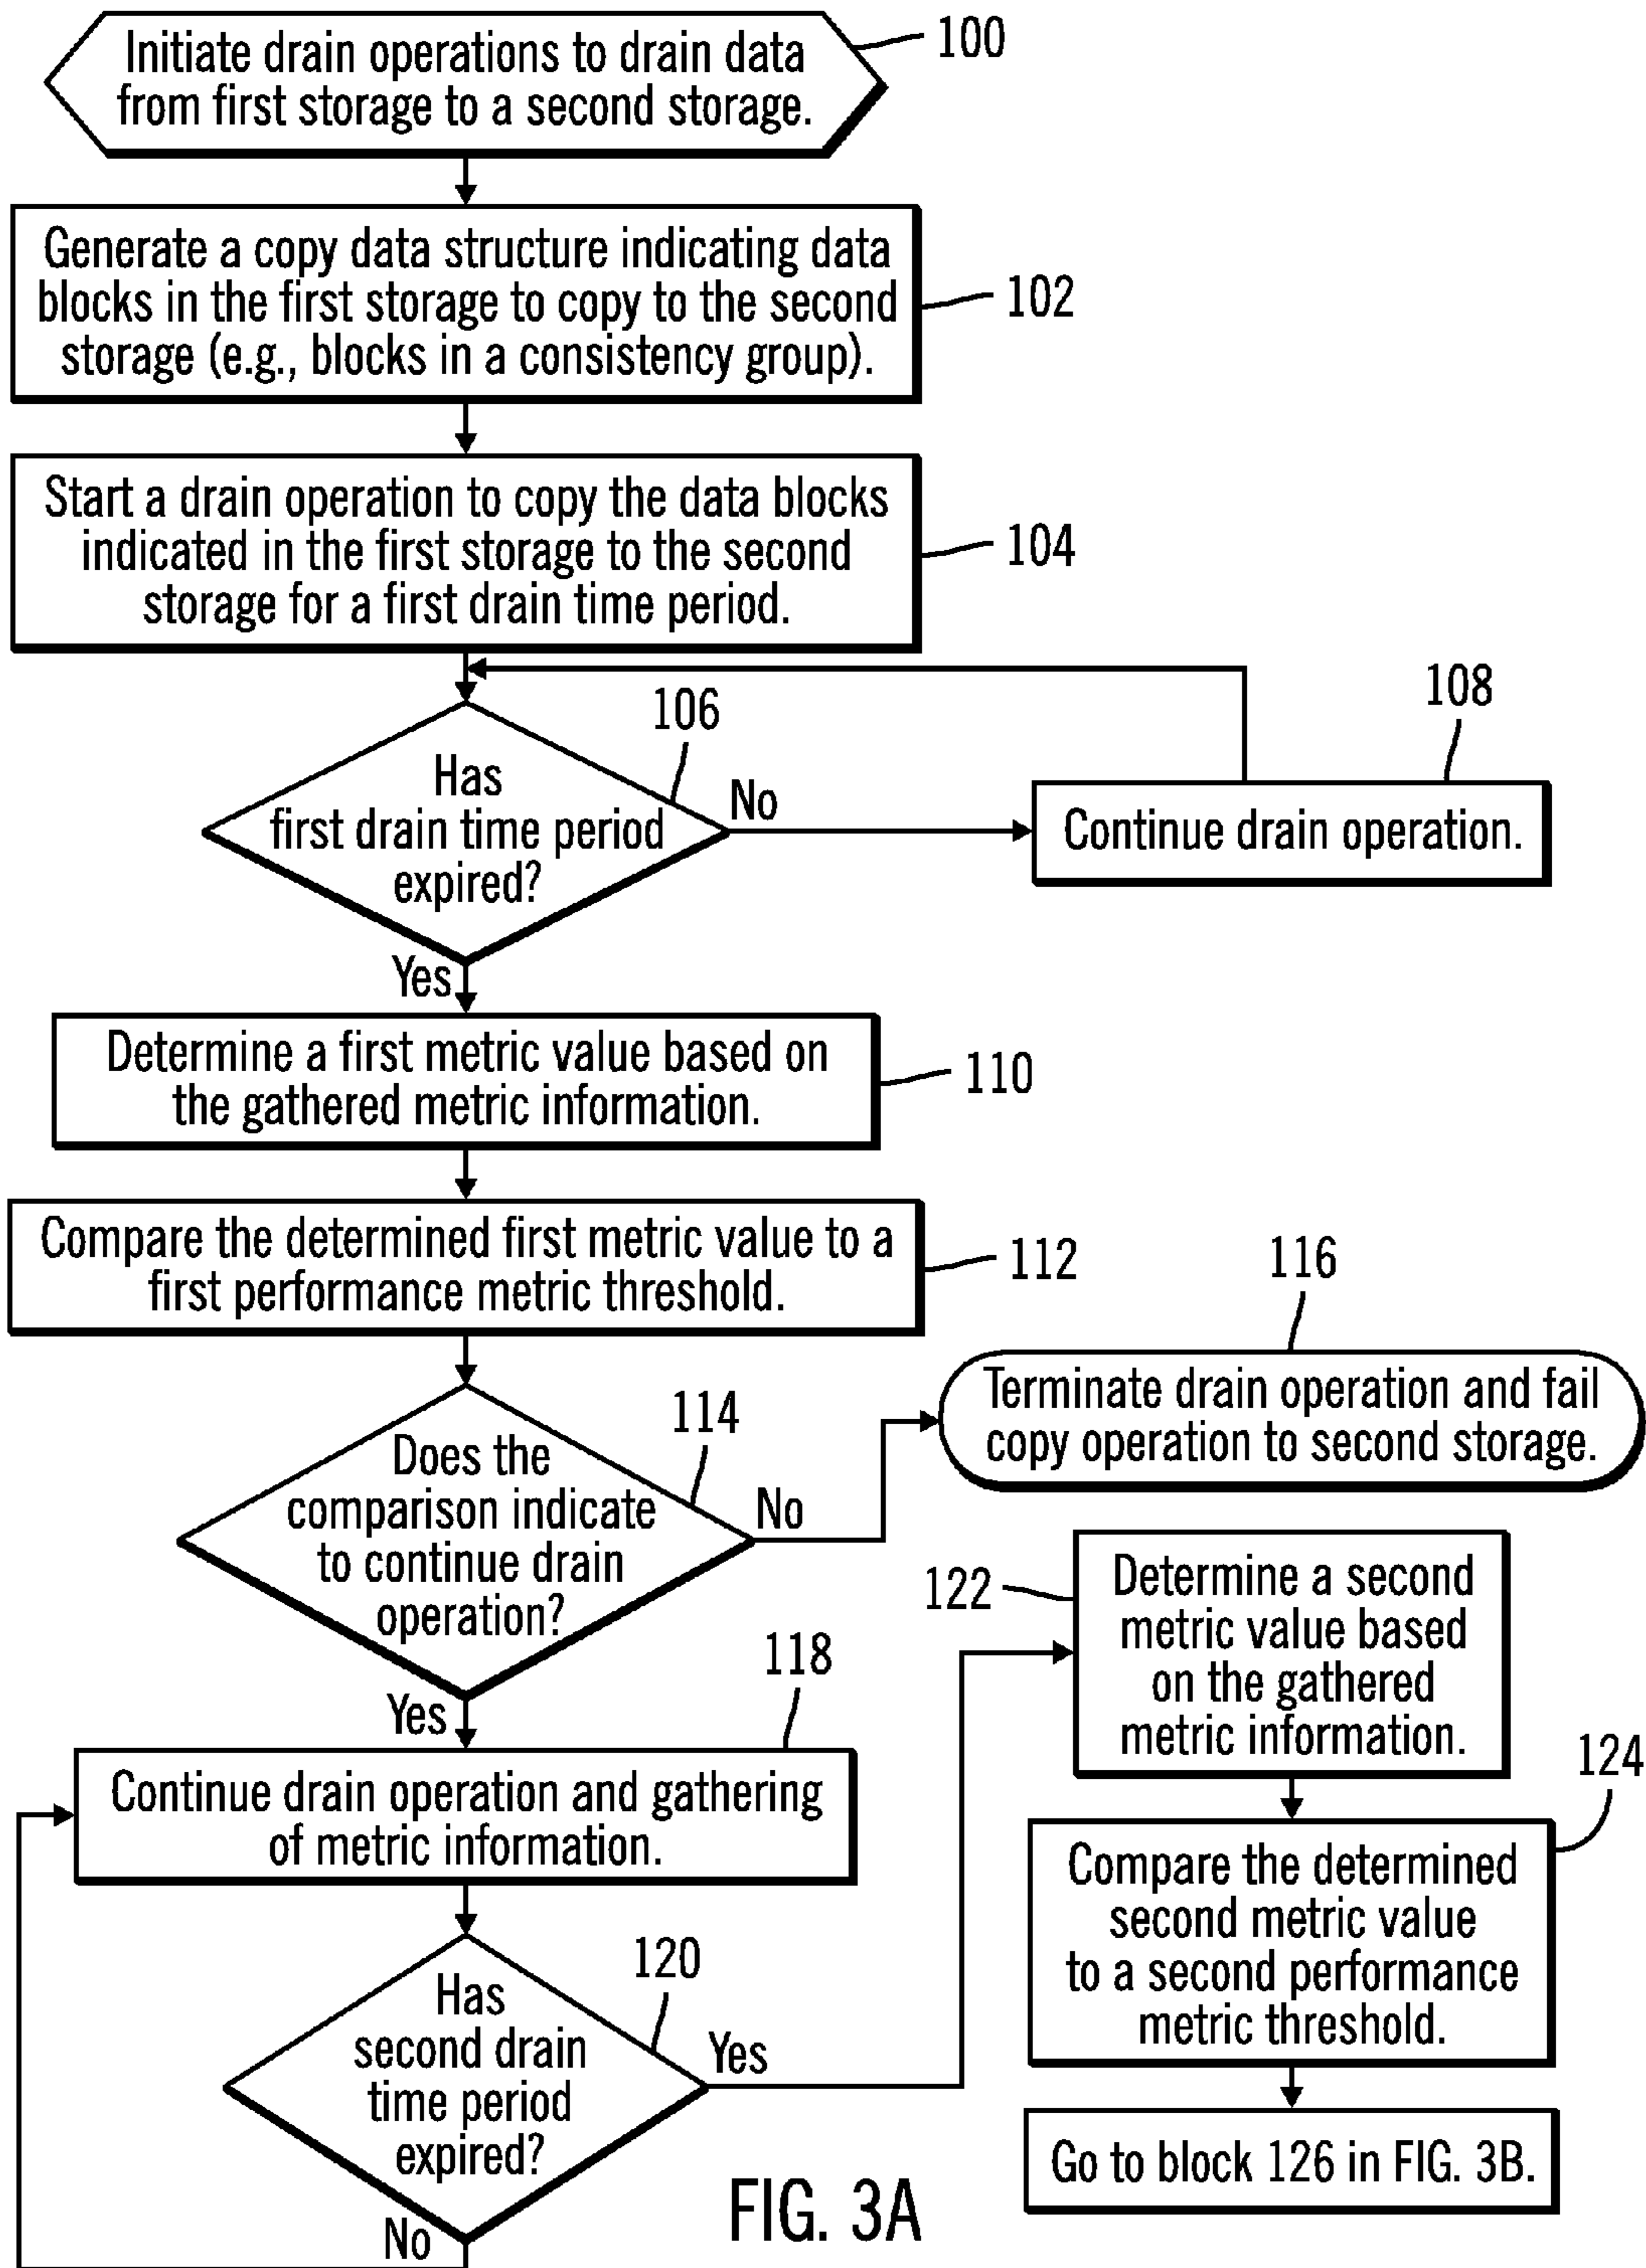 Initiate drain operations to drain data
from first storage to a second storage.
100
Generate a copy data structure indicating data
blocks in the first storage to copy to the second
storage (e.g., blocks in a consistency group).
102
Start a drain operation to copy the data blocks
indicated in the first storage to the second
storage for a first drain time period.
104
106
Has
first drain time period
expired?
No
Yes
108
Continue drain operation.
Determine a first metric value based on
the gathered metric information.
110
Compare the determined first metric value to a
first performance metric threshold.
112
114
Does the
comparison indicate
to continue drain
operation?
No
Yes
116
Terminate drain operation and fail
copy operation to second storage.
118
Continue drain operation and gathering
of metric information.
120
Has
second drain
time period
expired?
Yes
No
122
Determine a second
metric value based
on the gathered
metric information.
124
Compare the determined
second metric value
to a second performance
metric threshold.
Go to block 126 in FIG. 3B.
FIG. 3A